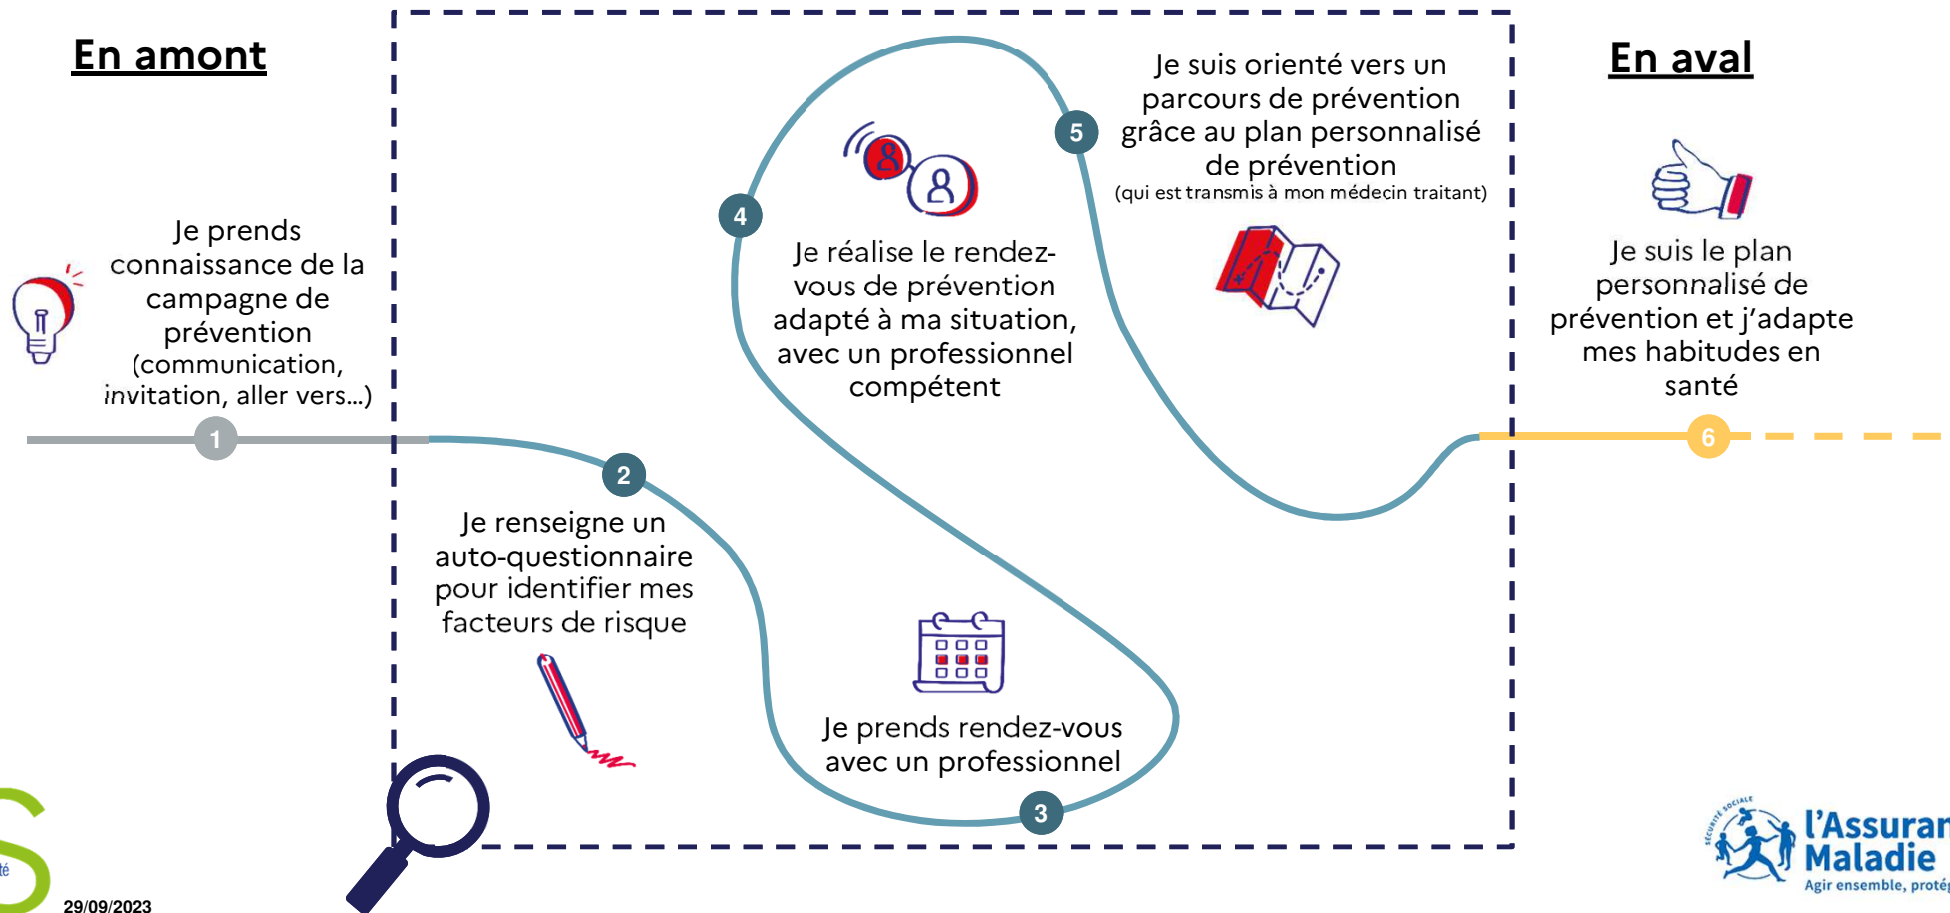 En amont
Je prends
connaissance de la
campagne de
prévention
(communication,
invitation, aller vers...)
1
2
Je renseigne un
auto-questionnaire
pour identifier mes
facteurs de risque
Je prends rendez-vous
avec un professionnel
3
4
Je réalise le rendez-
vous de prévention
adapté à ma situation,
avec un professionnel
compétent
5
Je suis orienté vers un
parcours de prévention
grâce au plan personnalisé
de prévention
(qui est transmis à mon médecin traitant)
En aval
Je suis le plan
personnalisé de
prévention et j'adapte
mes habitudes en
santé
6
29/09/2023
SÉCURITÉ SOCIALE
l'Assuran
Maladie
Agir ensemble, protég